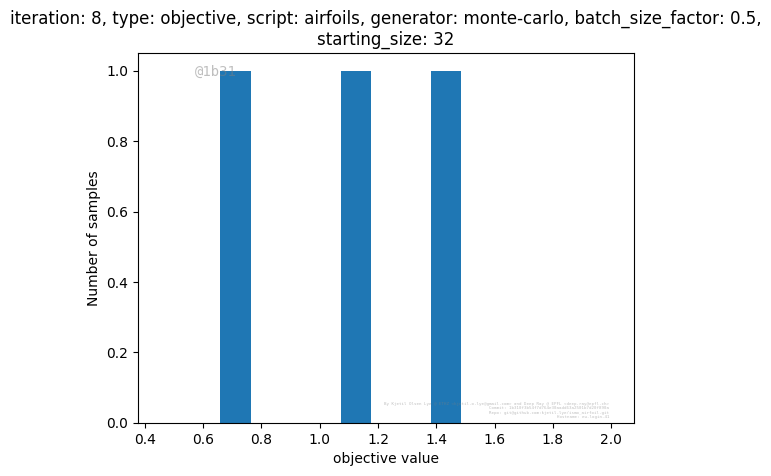 iteration: 8, type: objective, script: airfoils, generator: monte-carlo, batch_size_factor: 0.5,
starting_size: 32
@1b31
1.0
0.8
0.6
0.4
0.2
0.0
Number of samples
0.4 0.6 0.8 1.0 1.2 1.4 1.6 1.8 2.0
objective value